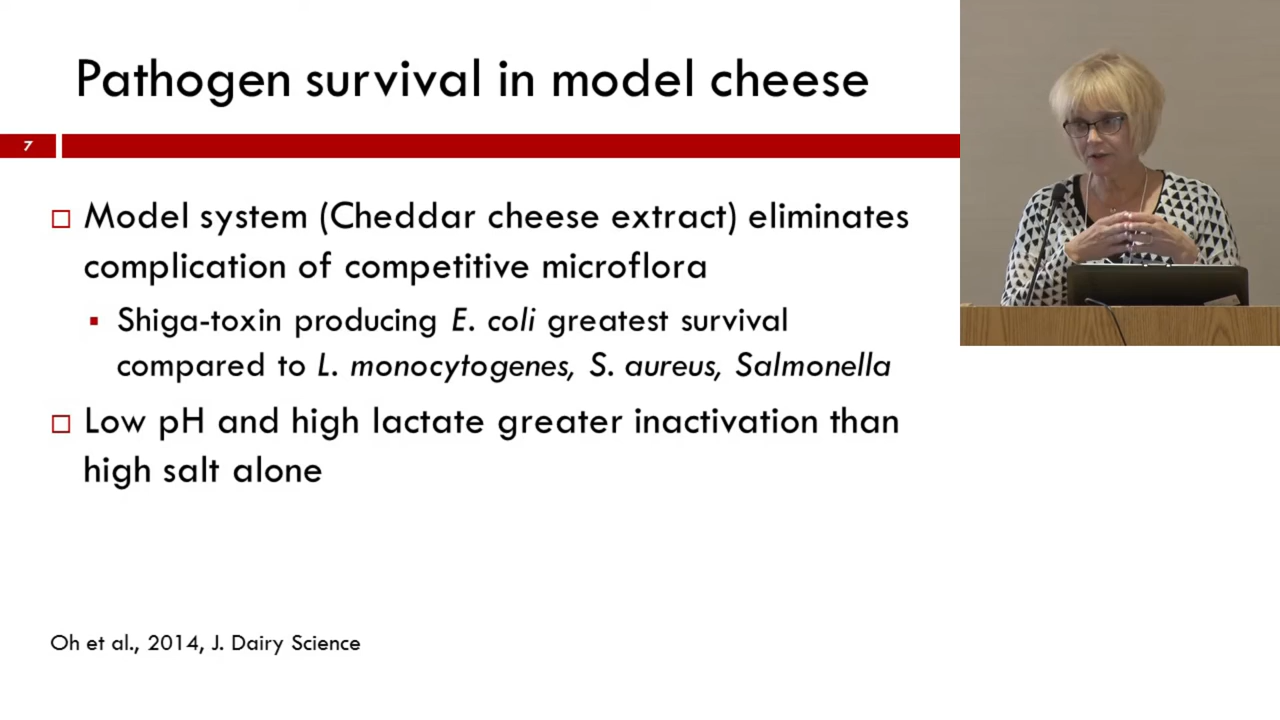 Pathogen survival in model cheese
7
Model system (Cheddar cheese extract) eliminates
complication of competitive microflora
Shiga-toxin producing E. coli greatest survival
compared to L. monocytogenes, S. aureus, Salmonella
Low pH and high lactate greater inactivation than
high salt alone
Oh et al., 2014, J. Dairy Science